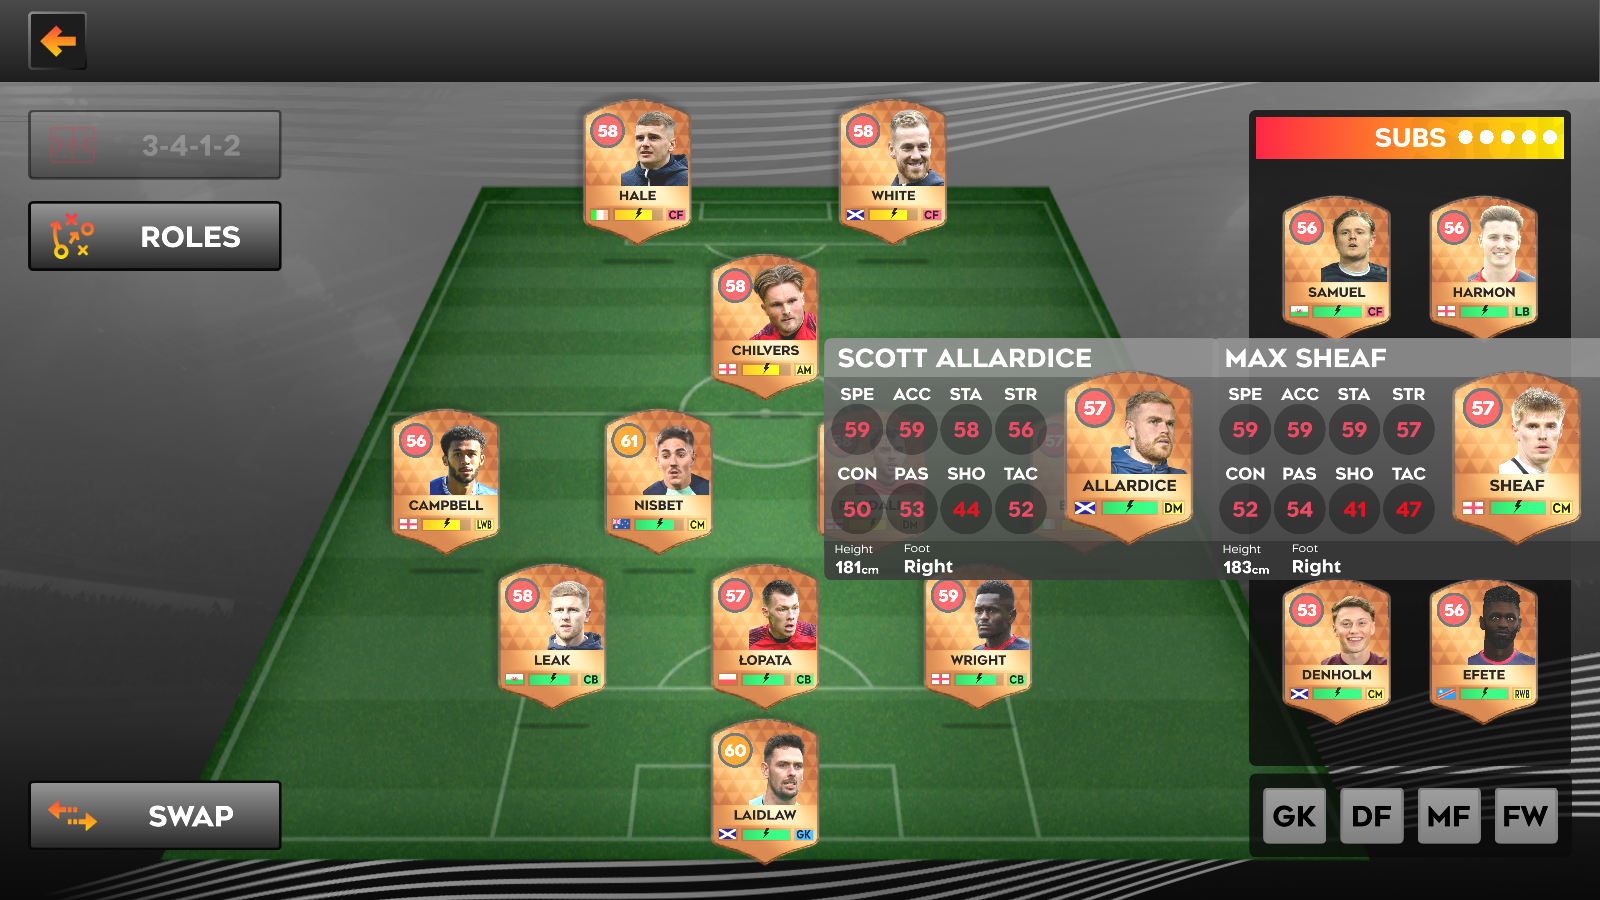 3-4-1-2
ROLES
SWAP
58
HALE
CF
58
WHITE
CF
58
CHILVERS
AM
56
CAMPBELL
LWB
61
NISBET
CM
58
LEAK
CB
57
ŁOPATA
CB
59
WRIGHT
CB
60
LAIDLAW
GK
SUBS
56
SAMUEL
CF
56
HARMON
LB
SCOTT ALLARDICE
SPE ACC STA STR
59 59 58 56
CON PAS SHO TAC
50 53 44 52
Height Foot
181cm Right
57
ALLARDICE
DM
MAX SHEAF
SPE ACC STA STR
59 59 59 57
CON PAS SHO TAC
52 54 41 47
Height Foot
183cm Right
57
SHEAF
CM
53
DENHOLM
CM
56
EFETE
RWB
GK DF MF FW